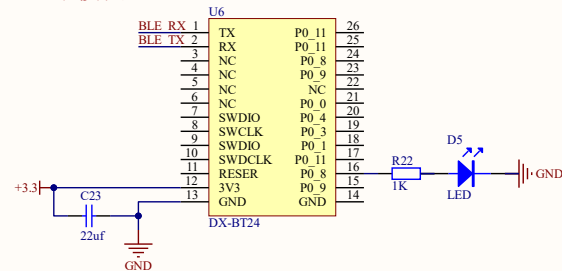 U6
BLE_RX 1 TX P0_11 26
BLE_TX 2 RX P0_11 25
3 NC P0_8 24
4 NC P0_9 23
5 NC NC 22
6 NC P0_0 21
7 SWDIO P0_4 20
8 SWCLK P0_3 19
9 SWDIO P0_1 18
10 SWDCLK P0_11 17
11 RESER P0_8 16
12 3V3 P0_9 15
13 GND GND 14
DX-BT24
+3.3
C23
22uf
GND
R22
1K
D5
LED
GND